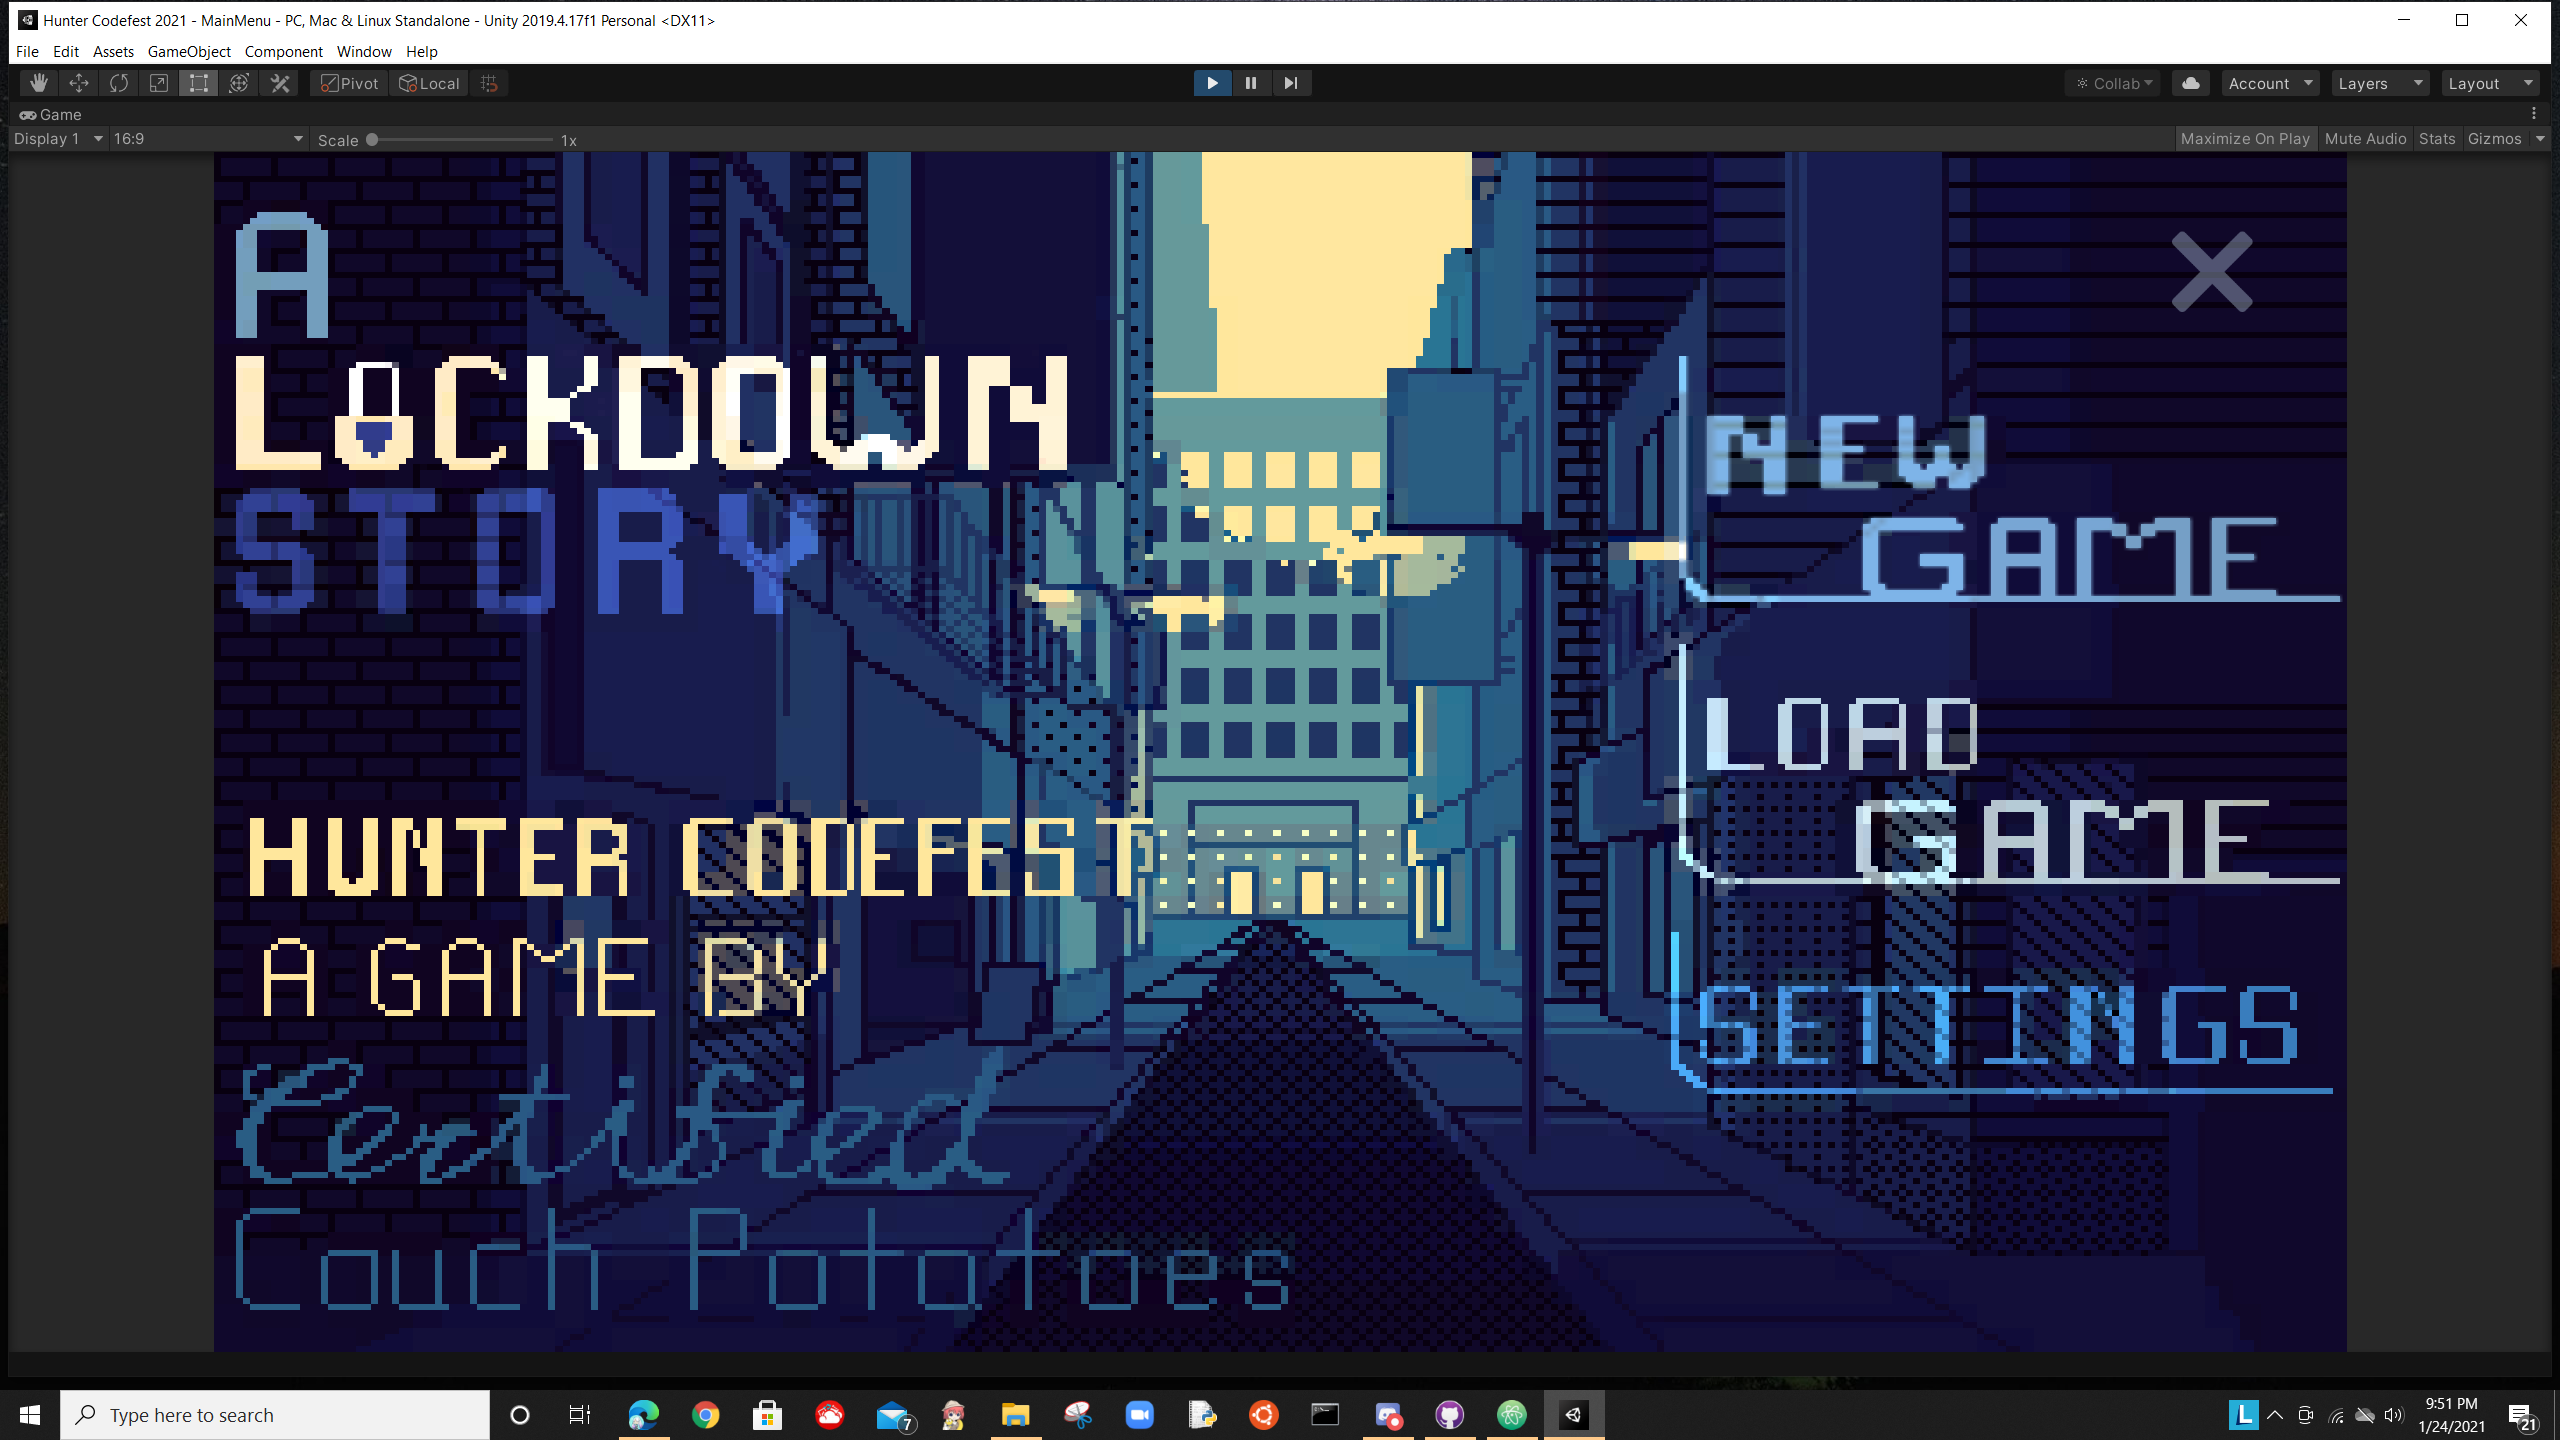 Hunter Codefest 2021 - MainMenu - PC, Mac & Linux Standalone - Unity 2019.4.17f1 Personal <DX11>
File Edit Assets GameObject Component Window Help
Pivot Local Collab Account Layers Layout
Game
Display 1 16:9 Scale 1x Maximize On Play Mute Audio Stats Gizmos
A
LOCKDOWN
STORY
HUNTER CODEFEST
A GAME BY
Certified
Couch Potatoes
NEW
GAME
LOAD
GAME
SETTINGS
Type here to search
7
L
9:51 PM
1/24/2021
21